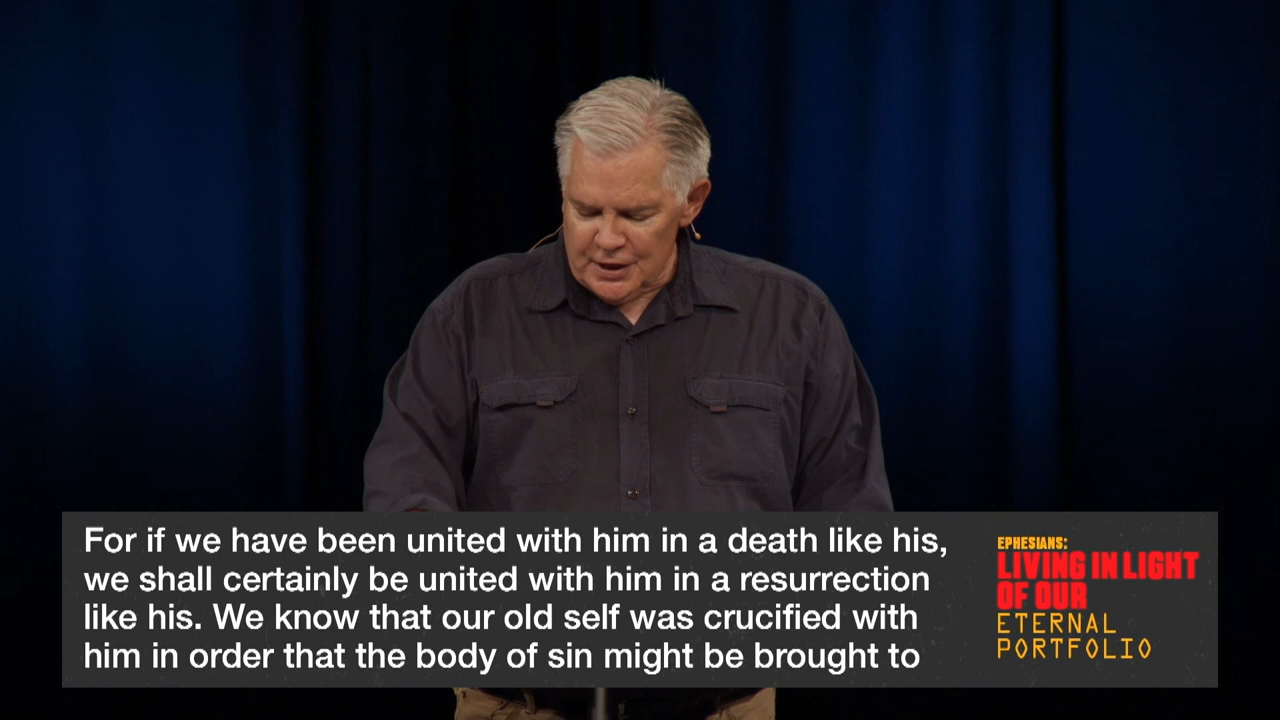 For if we have been united with him in a death like his,
we shall certainly be united with him in a resurrection
like his. We know that our old self was crucified with
him in order that the body of sin might be brought to
EPHESIANS:
LIVING IN LIGHT
OF OUR
ETERNAL
PORTFOLIO